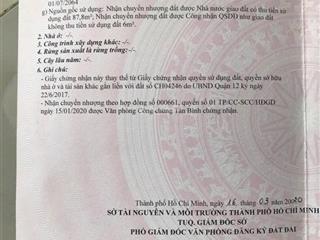 01/07/2064
g) Nguồn gốc sử dụng: Nhận chuyển nhượng đất được Nhà nước giao đất có thu tiền sử
dụng đất 87,8m²; Nhận chuyển nhượng đất được Công nhận QSDĐ như giao đất
không thu tiền sử dụng đất 6m².
2. Nhà ở: -/-.
3. Công trình xây dựng khác: -/-.
4. Rừng sản xuất là rừng trồng: -/-.
5. Cây lâu năm: -/-.
6. Ghi chú:
- Giấy chứng nhận này thay thế từ Giấy chứng nhận quyền sử dụng đất, quyền sở hữu
nhà ở và tài sản khác gắn liền với đất số CH04246 do UBND Quận 12 ký ngày
22/6/2017.
- Nhận chuyển nhượng theo hợp đồng số 000661, quyển số 01 TP/CC-SCC/HĐGD
ngày 15/01/2020 được Văn phòng Công chứng Tân Bình chứng nhận.
Thành phố Hồ Chí Minh, ngày 16 03 2020
SỞ TÀI NGUYÊN VÀ MÔI TRƯỜNG THÀNH PHỐ HỒ CHÍ MINH
TUQ. GIÁM ĐỐC SỞ
PHÓ GIÁM ĐỐC VĂN PHÒNG ĐĂNG KÝ ĐẤT ĐAI